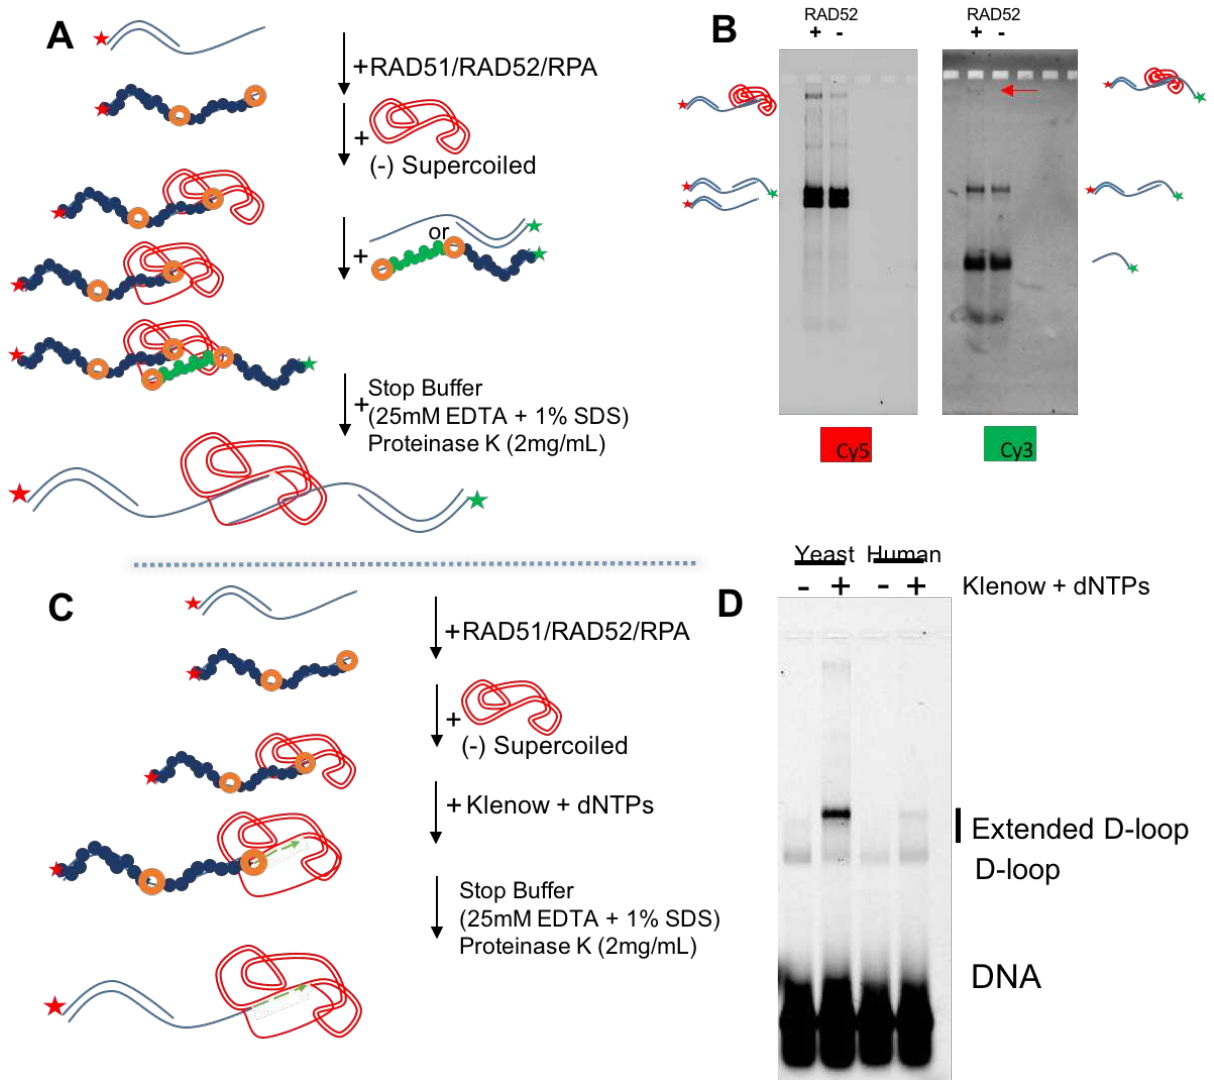 A
+RAD51/RAD52/RPA
+
(-) Supercoiled
or
+
+Stop Buffer
(25mM EDTA + 1% SDS)
Proteinase K (2mg/mL)
B
RAD52
+ -
RAD52
+ -
Cy5
Cy3
C
+RAD51/RAD52/RPA
+
(-) Supercoiled
+ Klenow + dNTPs
Stop Buffer
(25mM EDTA + 1% SDS)
Proteinase K (2mg/mL)
D
Yeast Human
- + - + Klenow + dNTPs
Extended D-loop
D-loop
DNA